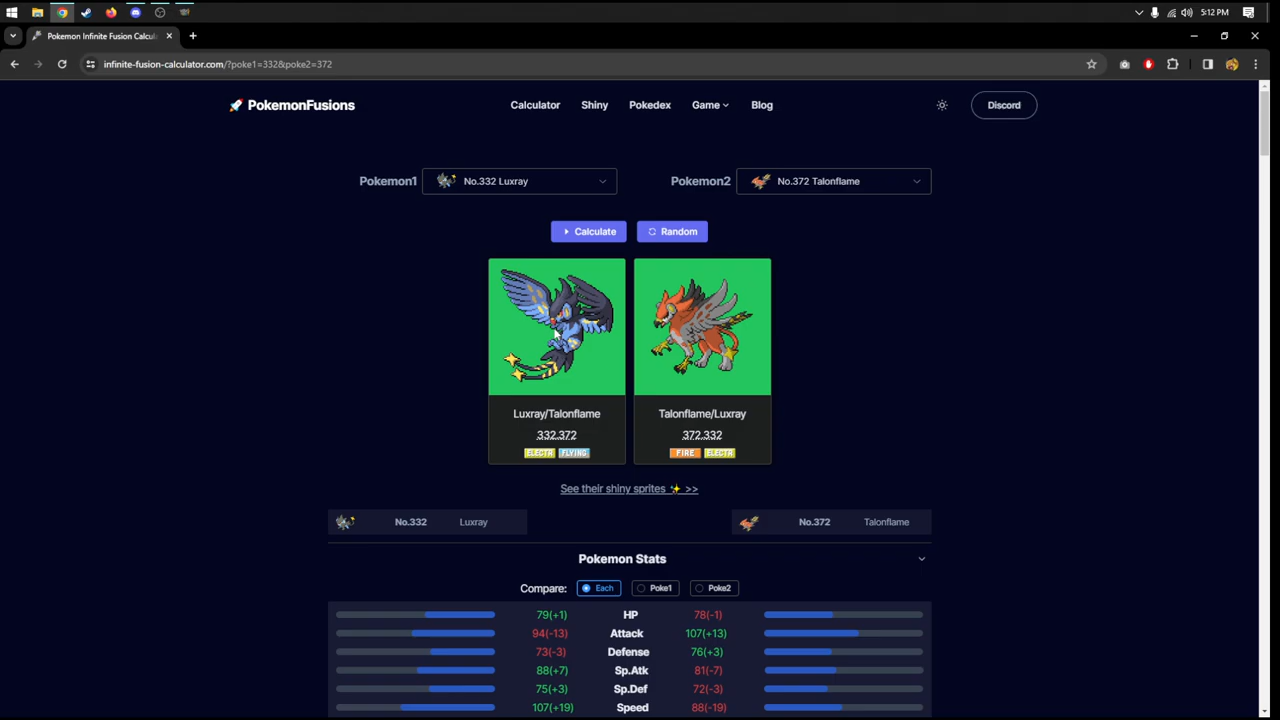 5:12 PM
Pokemon Infinite Fusion Calcul
infinite-fusion-calculator.com/?poke1=332&poke2=372
PokemonFusions
Calculator
Shiny
Pokedex
Game
Blog
Discord
Pokemon1
No.332 Luxray
Pokemon2
No.372 Talonflame
Calculate
Random
Luxray/Talonflame
332.372
ELECTR FLYING
Talonflame/Luxray
372.332
FIRE ELECTR
See their shiny sprites ✨ >>
No.332 Luxray
No.372 Talonflame
Pokemon Stats
Compare: Each Poke1 Poke2
79(+1) HP 78(-1)
94(-13) Attack 107(+13)
73(-3) Defense 76(+3)
88(+7) Sp.Atk 81(-7)
75(+3) Sp.Def 72(-3)
107(+19) Speed 88(-19)